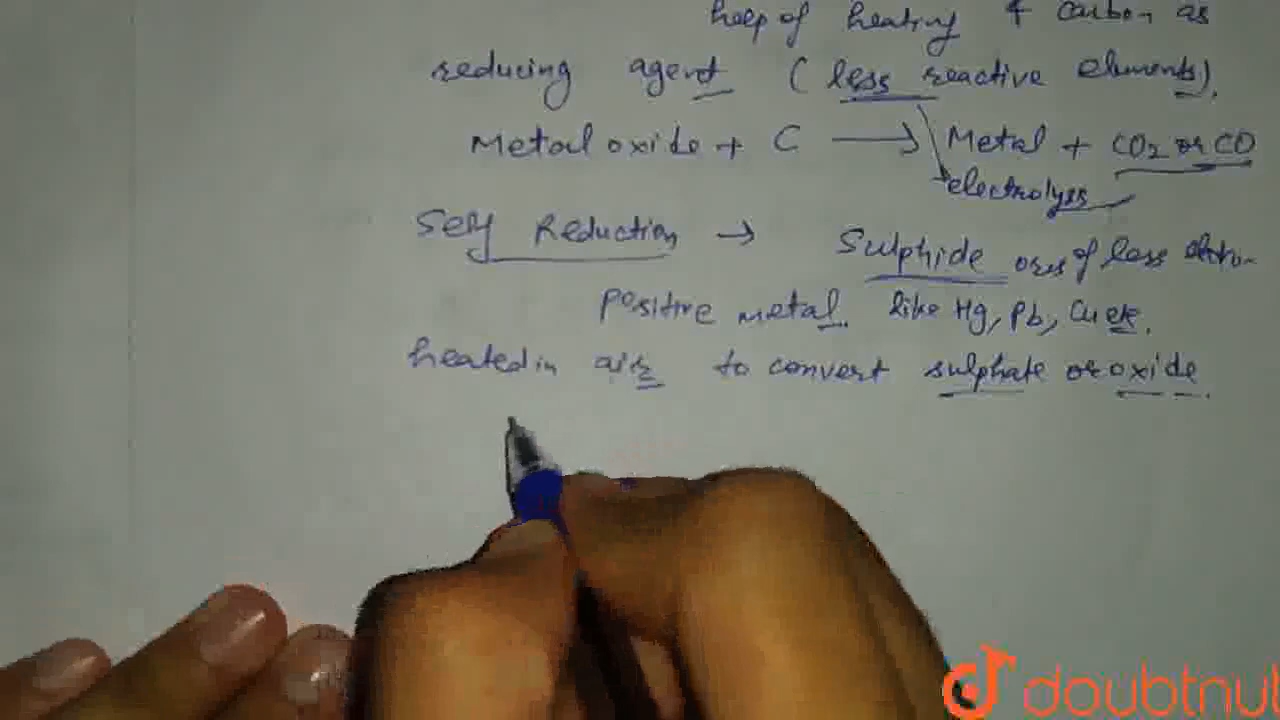 help of heating & carbon as
reducing agent (less reactive elements).
Metal oxide + C → Metal + CO2 or CO
electrolysis
Self Reduction → Sulphide ores of less electro-
positive metal. like Hg, Pb, Cu etc.
heated in air to convert sulphate or oxide.
doubtnut